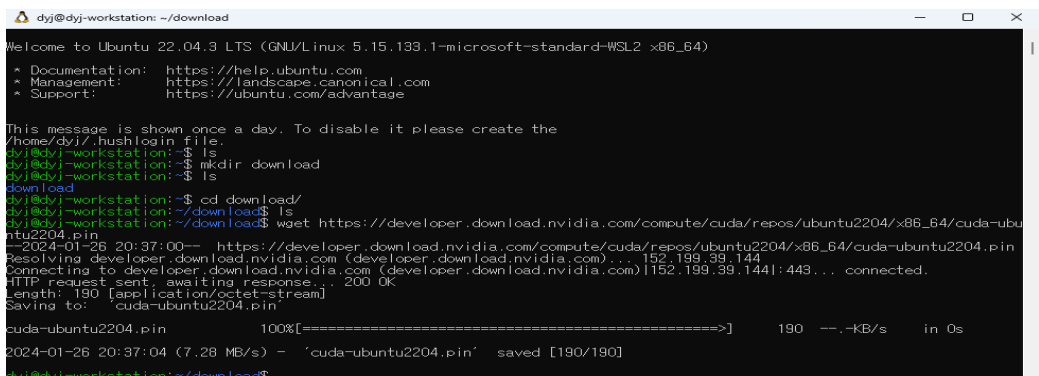 dyj@dyj-workstation: ~/download
Welcome to Ubuntu 22.04.3 LTS (GNU/Linux 5.15.133.1-microsoft-standard-WSL2 x86_64)
* Documentation: https://help.ubuntu.com
* Management: https://landscape.canonical.com
* Support: https://ubuntu.com/advantage
This message is shown once a day. To disable it please create the
/home/dyj/.hushlogin file.
dyj@dyj-workstation:~$ ls
dyj@dyj-workstation:~$ mkdir download
dyj@dyj-workstation:~$ ls
download
dyj@dyj-workstation:~$ cd download/
dyj@dyj-workstation:~/download$ ls
dyj@dyj-workstation:~/download$ wget https://developer.download.nvidia.com/compute/cuda/repos/ubuntu2204/x86_64/cuda-ubu
ntu2204.pin
--2024-01-26 20:37:00-- https://developer.download.nvidia.com/compute/cuda/repos/ubuntu2204/x86_64/cuda-ubuntu2204.pin
Resolving developer.download.nvidia.com (developer.download.nvidia.com)... 152.199.39.144
Connecting to developer.download.nvidia.com (developer.download.nvidia.com)|152.199.39.144|:443... connected.
HTTP request sent, awaiting response... 200 OK
Length: 190 [application/octet-stream]
Saving to: ‘cuda-ubuntu2204.pin’
cuda-ubuntu2204.pin 100%[=================================================>] 190 --.-KB/s in 0s
2024-01-26 20:37:04 (7.28 MB/s) - ‘cuda-ubuntu2204.pin’ saved [190/190]
dyj@dyj-workstation:~/download$